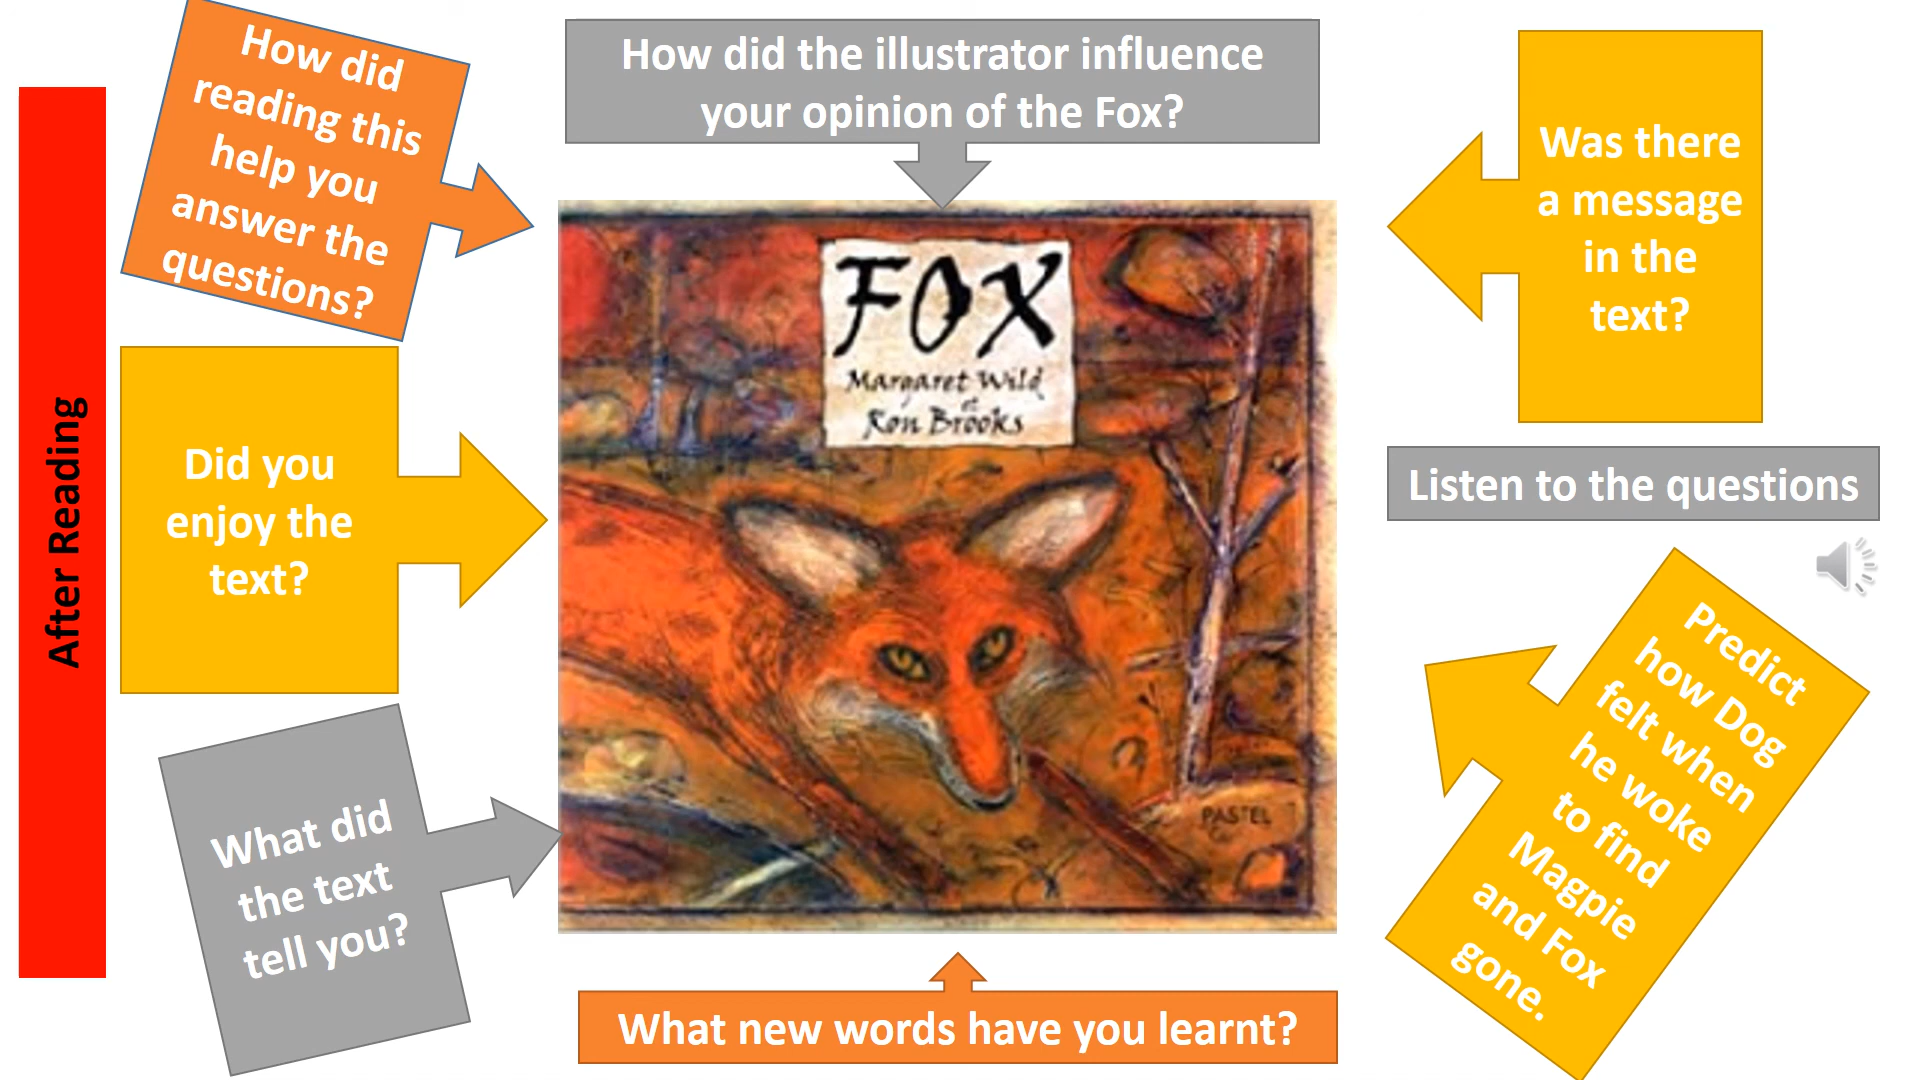 After Reading
How did
reading this
help you
answer the
questions?
How did the illustrator influence
your opinion of the Fox?
Was there
a message
in the
text?
FOX
Margaret Wild
et
Ron Brooks
PASTEL
Did you
enjoy the
text?
Listen to the questions
What did
the text
tell you?
Predict
how Dog
felt when
he woke
to find
Magpie
and Fox
gone.
What new words have you learnt?